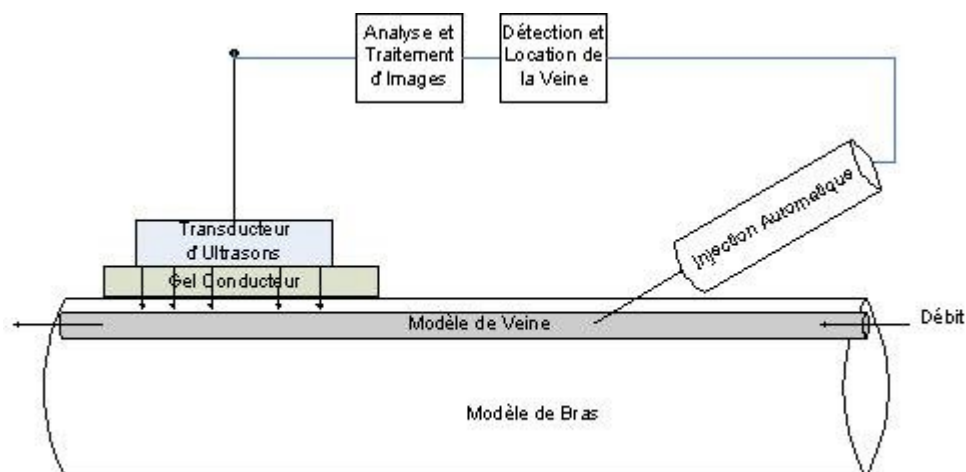 Analyse et
Traitement
d'Images
Détection et
Location de
la Veine
Injection Automatique
Transducteur
d'Ultrasons
Gel Conducteur
Modèle de Veine
Débit
Modèle de Bras